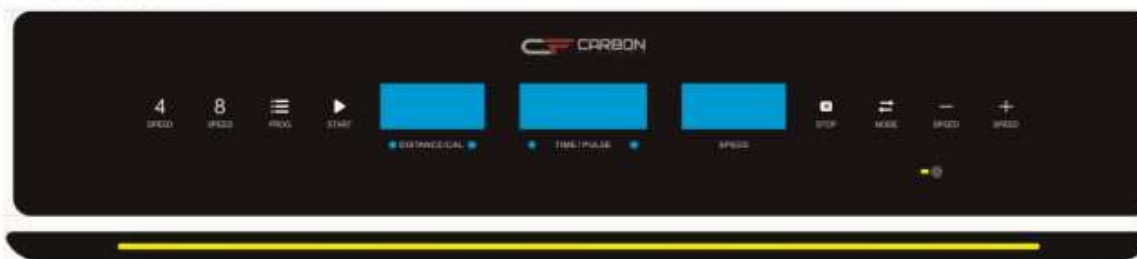 CARBON
4
SPEED
8
SPEED
PROG
START
DISTANCE/CAL
TIME / PULSE
SPEED
STOP
MODE
SPEED
SPEED